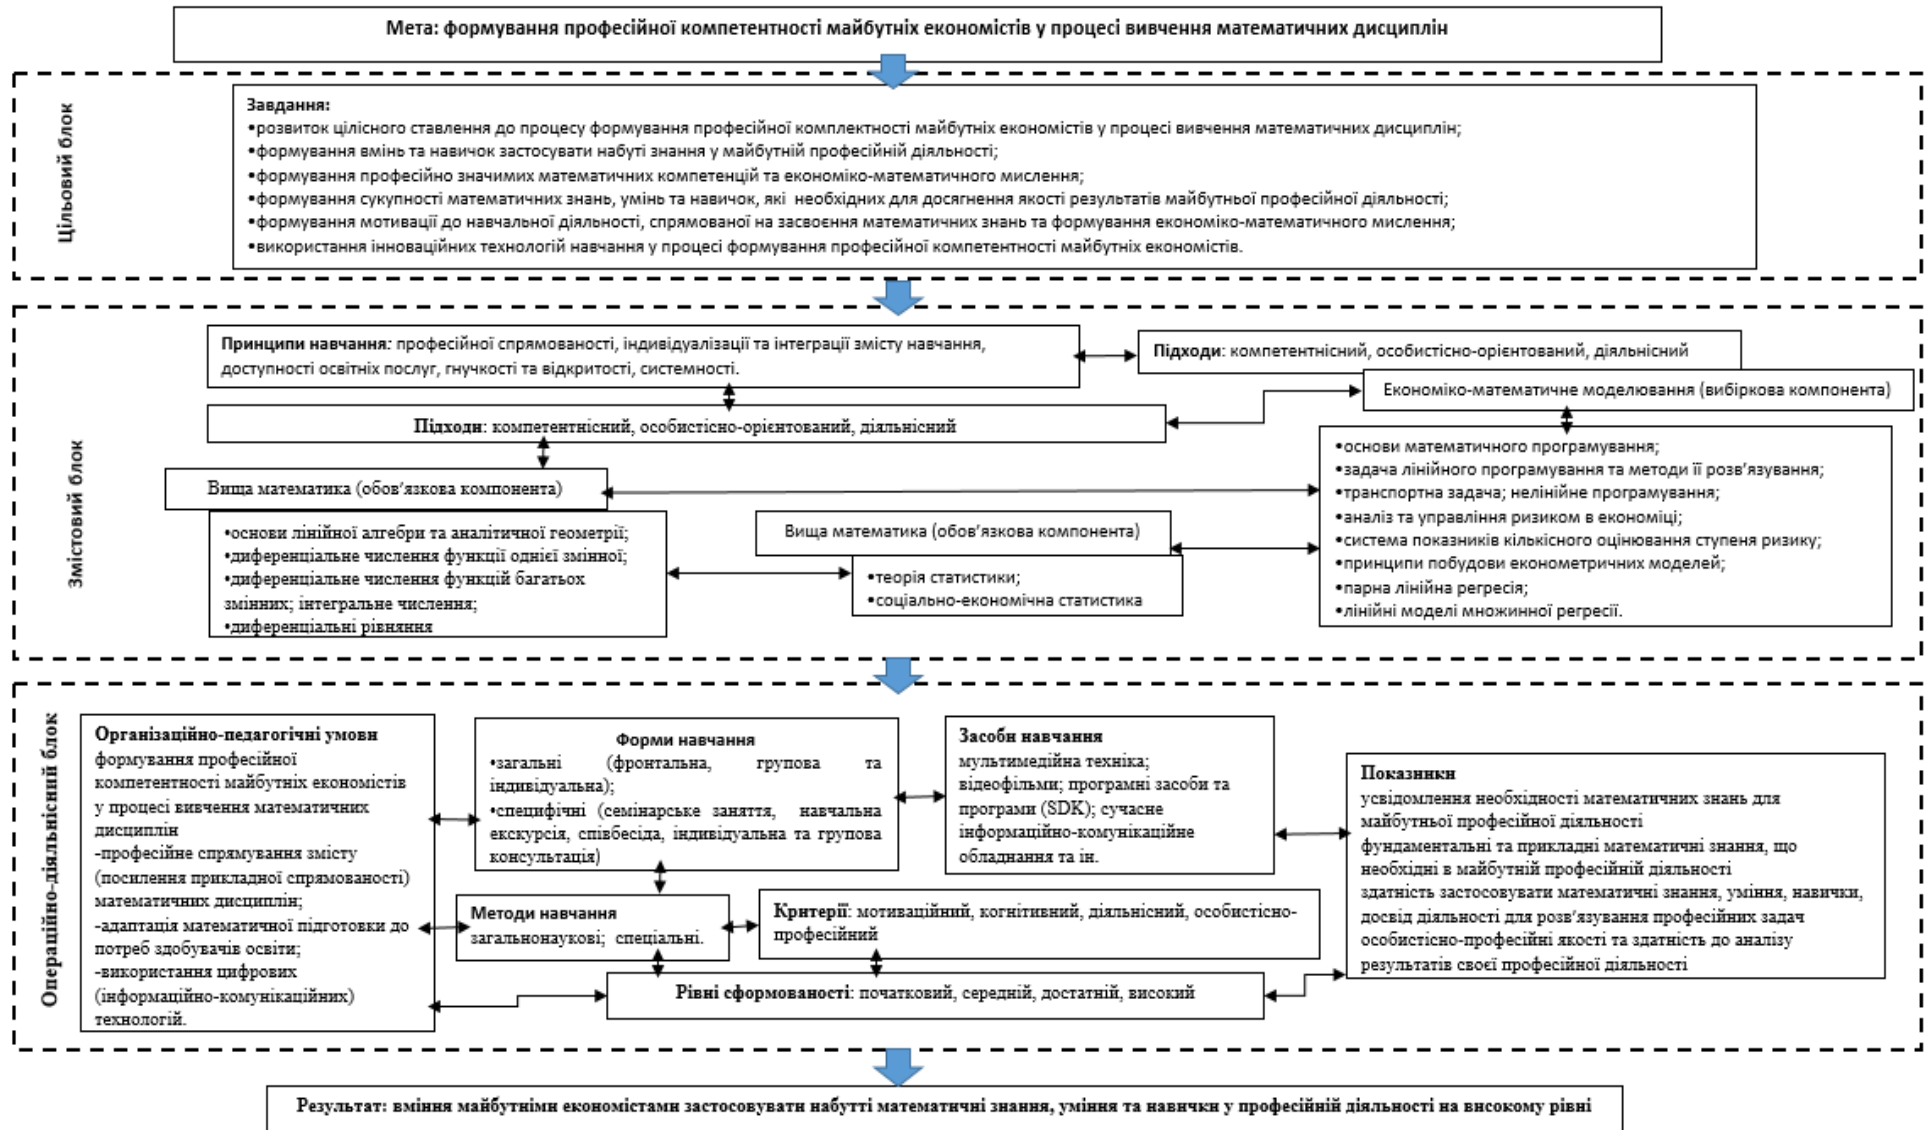 Мета: формування професійної компетентності майбутніх економістів у процесі вивчення математичних дисциплін
Цільовий блок
Завдання:
•розвиток цілісного ставлення до процесу формування професійної комплектності майбутніх економістів у процесі вивчення математичних дисциплін;
•формування вмінь та навичок застосувати набуті знання у майбутній професійній діяльності;
•формування професійно значимих математичних компетенцій та економіко-математичного мислення;
•формування сукупності математичних знань, умінь та навичок, які необхідних для досягнення якості результатів майбутньої професійної діяльності;
•формування мотивації до навчальної діяльності, спрямованої на засвоєння математичних знань та формування економіко-математичного мислення;
•використання інноваційних технологій навчання у процесі формування професійної компетентності майбутніх економістів.
Змістовий блок
Принципи навчання: професійної спрямованості, індивідуалізації та інтеграції змісту навчання,
доступності освітніх послуг, гнучкості та відкритості, системності.
Підходи: компетентнісний, особистісно-орієнтований, діяльнісний
Економіко-математичне моделювання (вибіркова компонента)
Підходи: компетентнісний, особистісно-орієнтований, діяльнісний
•основи математичного програмування;
•задача лінійного програмування та методи її розв’язування;
•транспортна задача; нелінійне програмування;
•аналіз та управління ризиком в економіці;
•система показників кількісного оцінювання ступеня ризику;
•принципи побудови економетричних моделей;
•парна лінійна регресія;
•лінійні моделі множинної регресії.
Вища математика (обов’язкова компонента)
•основи лінійної алгебри та аналітичної геометрії;
•диференціальне числення функції однієї змінної;
•диференціальне числення функцій багатьох
змінних; інтегральне числення;
•диференціальні рівняння
Вища математика (обов’язкова компонента)
•теорія статистики;
•соціально-економічна статистика
Операційно-діяльнісний блок
Організаційно-педагогічні умови
формування професійної
компетентності майбутніх економістів
у процесі вивчення математичних
дисциплін
-професійне спрямування змісту
(посилення прикладної спрямованості)
математичних дисциплін;
-адаптація математичної підготовки до
потреб здобувачів освіти;
-використання цифрових
(інформаційно-комунікаційних)
технологій.
Форми навчання
•загальні (фронтальна, групова та
індивідуальна);
•специфічні (семінарське заняття, навчальна
екскурсія, співбесіда, індивідуальна та групова
консультація)
Засоби навчання
мультимедійна техніка;
відеофільми; програмні засоби та
програми (SDK); сучасне
інформаційно-комунікаційне
обладнання та ін.
Показники
усвідомлення необхідності математичних знань для
майбутньої професійної діяльності
фундаментальні та прикладні математичні знання, що
необхідні в майбутній професійній діяльності
здатність застосовувати математичні знання, уміння, навички,
досвід діяльності для розв’язування професійних задач
особистісно-професійні якості та здатність до аналізу
результатів своєї професійної діяльності
Методи навчання
загальнонаукові; спеціальні.
Критерії: мотиваційний, когнітивний, діяльнісний, особистісно-
професійний
Рівні сформованості: початковий, середній, достатній, високий
Результат: вміння майбутніми економістами застосовувати набутті математичні знання, уміння та навички у професійній діяльності на високому рівні